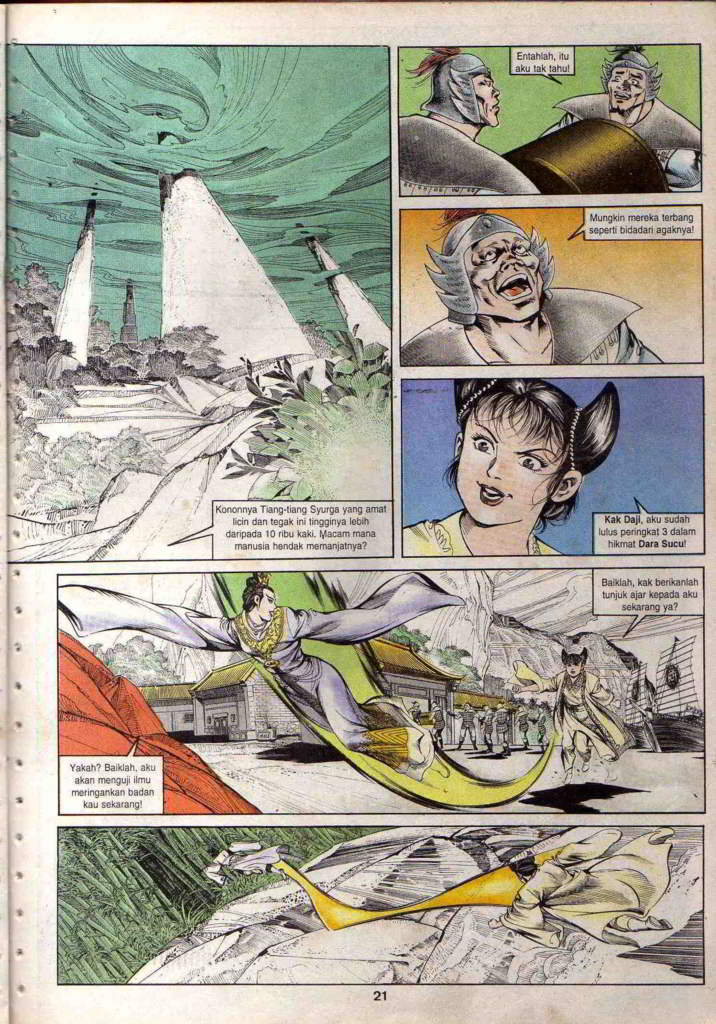 Kononnya Tiang-tiang Syurga yang amat
licin dan tegak ini tingginya lebih
daripada 10 ribu kaki. Macam mana
manusia hendak memanjatnya?
Entahlah, itu
aku tak tahu!
Mungkin mereka terbang
seperti bidadari agaknya!
Kak Daji, aku sudah
lulus peringkat 3 dalam
hikmat Dara Sucu!
Baiklah, kak berikanlah
tunjuk ajar kepada aku
sekarang ya?
Yakah? Baiklah, aku
akan menguji ilmu
meringankan badan
kau sekarang!
21